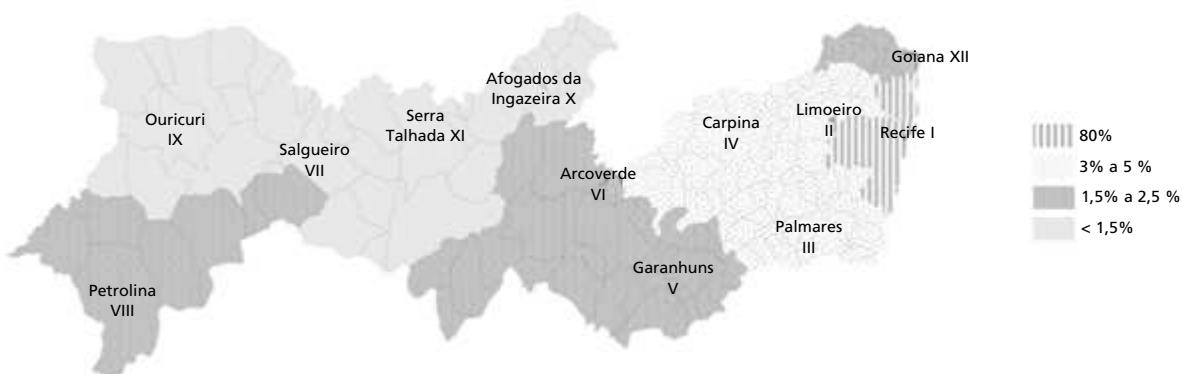 Ouricuri
IX
Salgueiro
VII
Serra
Talhada XI
Afogados da
Ingazeira X
Petrolina
VIII
Arcoverde
VI
Garanhuns
V
Carpina
IV
Limoeiro
II
Palmares
III
Goiana XII
Recife I
80%
3% a 5 %
1,5% a 2,5 %
< 1,5%